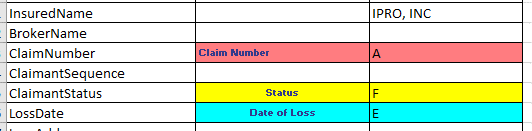 InsuredName IPRO, INC
BrokerName
ClaimNumber Claim Number A
ClaimantSequence
ClaimantStatus Status F
LossDate Date of Loss E